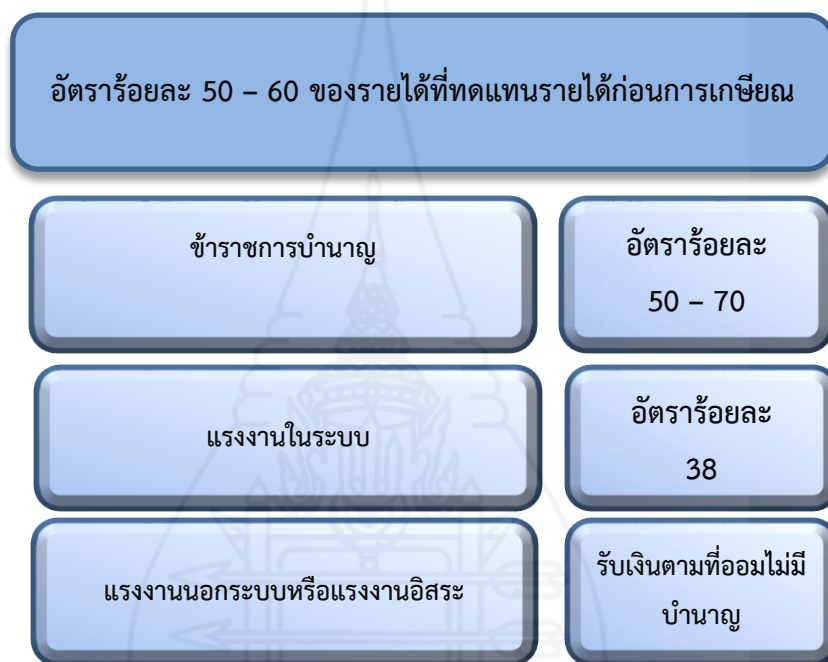 อัตราร้อยละ 50 – 60 ของรายได้ที่ทดแทนรายได้ก่อนการเกษียณ
ข้าราชการบำนาญ
อัตราร้อยละ
50 – 70
แรงงานในระบบ
อัตราร้อยละ
38
แรงงานนอกระบบหรือแรงงานอิสระ
รับเงินตามที่ออมไม่มี
บำนาญ